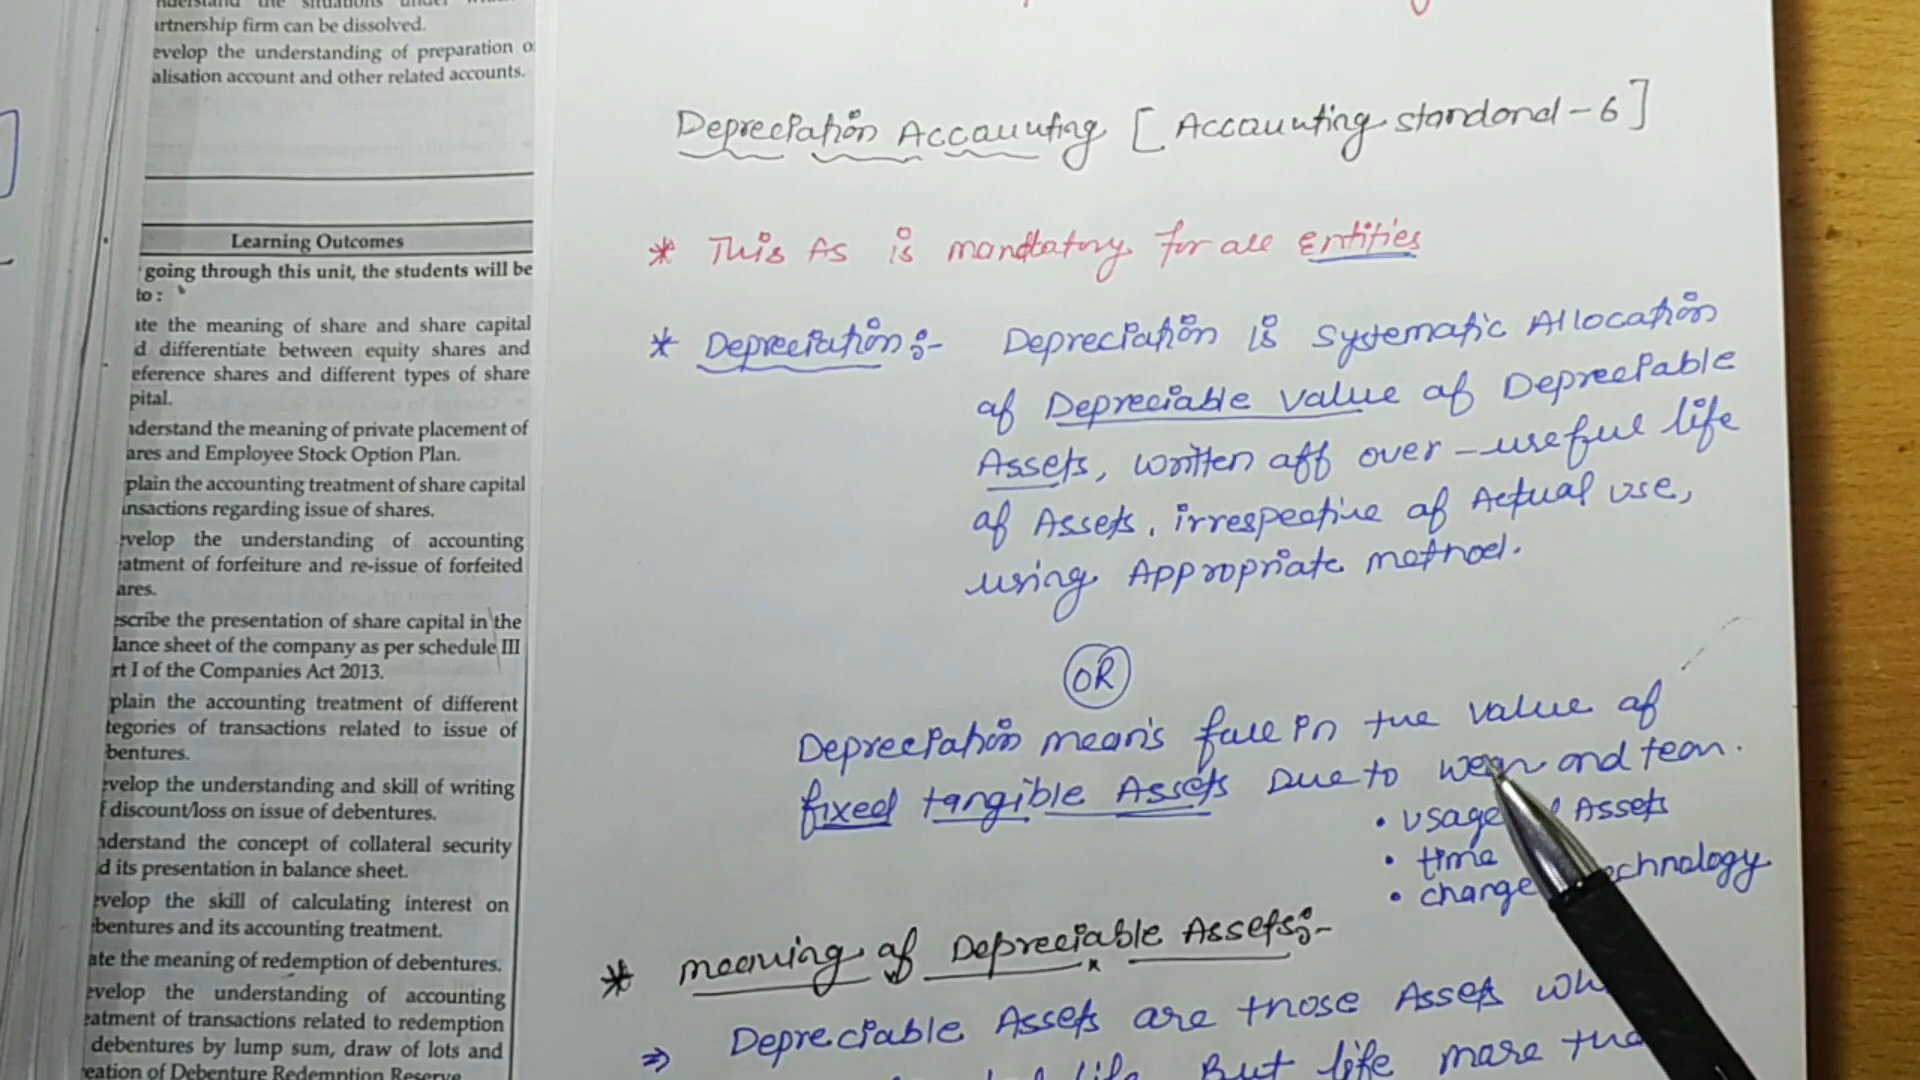 artnership firm can be dissolved.
evelop the understanding of preparation o
alisation account and other related accounts.
Learning Outcomes
going through this unit, the students will be
to :
ate the meaning of share and share capital
d differentiate between equity shares and
eference shares and different types of share
pital.
nderstand the meaning of private placement of
ares and Employee Stock Option Plan.
plain the accounting treatment of share capital
ansactions regarding issue of shares.
evelop the understanding of accounting
eatment of forfeiture and re-issue of forfeited
ares.
escribe the presentation of share capital in the
lance sheet of the company as per schedule III
rt I of the Companies Act 2013.
plain the accounting treatment of different
tegories of transactions related to issue of
bentures.
evelop the understanding and skill of writing
f discount/loss on issue of debentures.
nderstand the concept of collateral security
d its presentation in balance sheet.
evelop the skill of calculating interest on
bentures and its accounting treatment.
ate the meaning of redemption of debentures.
evelop the understanding of accounting
eatment of transactions related to redemption
debentures by lump sum, draw of lots and
eation of Debenture Redemption Reserve
Depreciation Accounting [Accounting standard - 6]
* This AS is mandatory for all Entities
* Depreciation :- Depreciation is Systematic Allocation
of Depreciable value of Depreciable
Assets, written off over - useful life
of Assets, irrespective of Actual use,
using Appropriate method.
OR
Depreciation means fall in the value of
fixed tangible Assets Due to wear and tear.
• usage Assets
• time
• change echnology
* meaning of Depreciable Assets :-
⇒ Depreciable Assets are those Assets wh
life, But life more tha